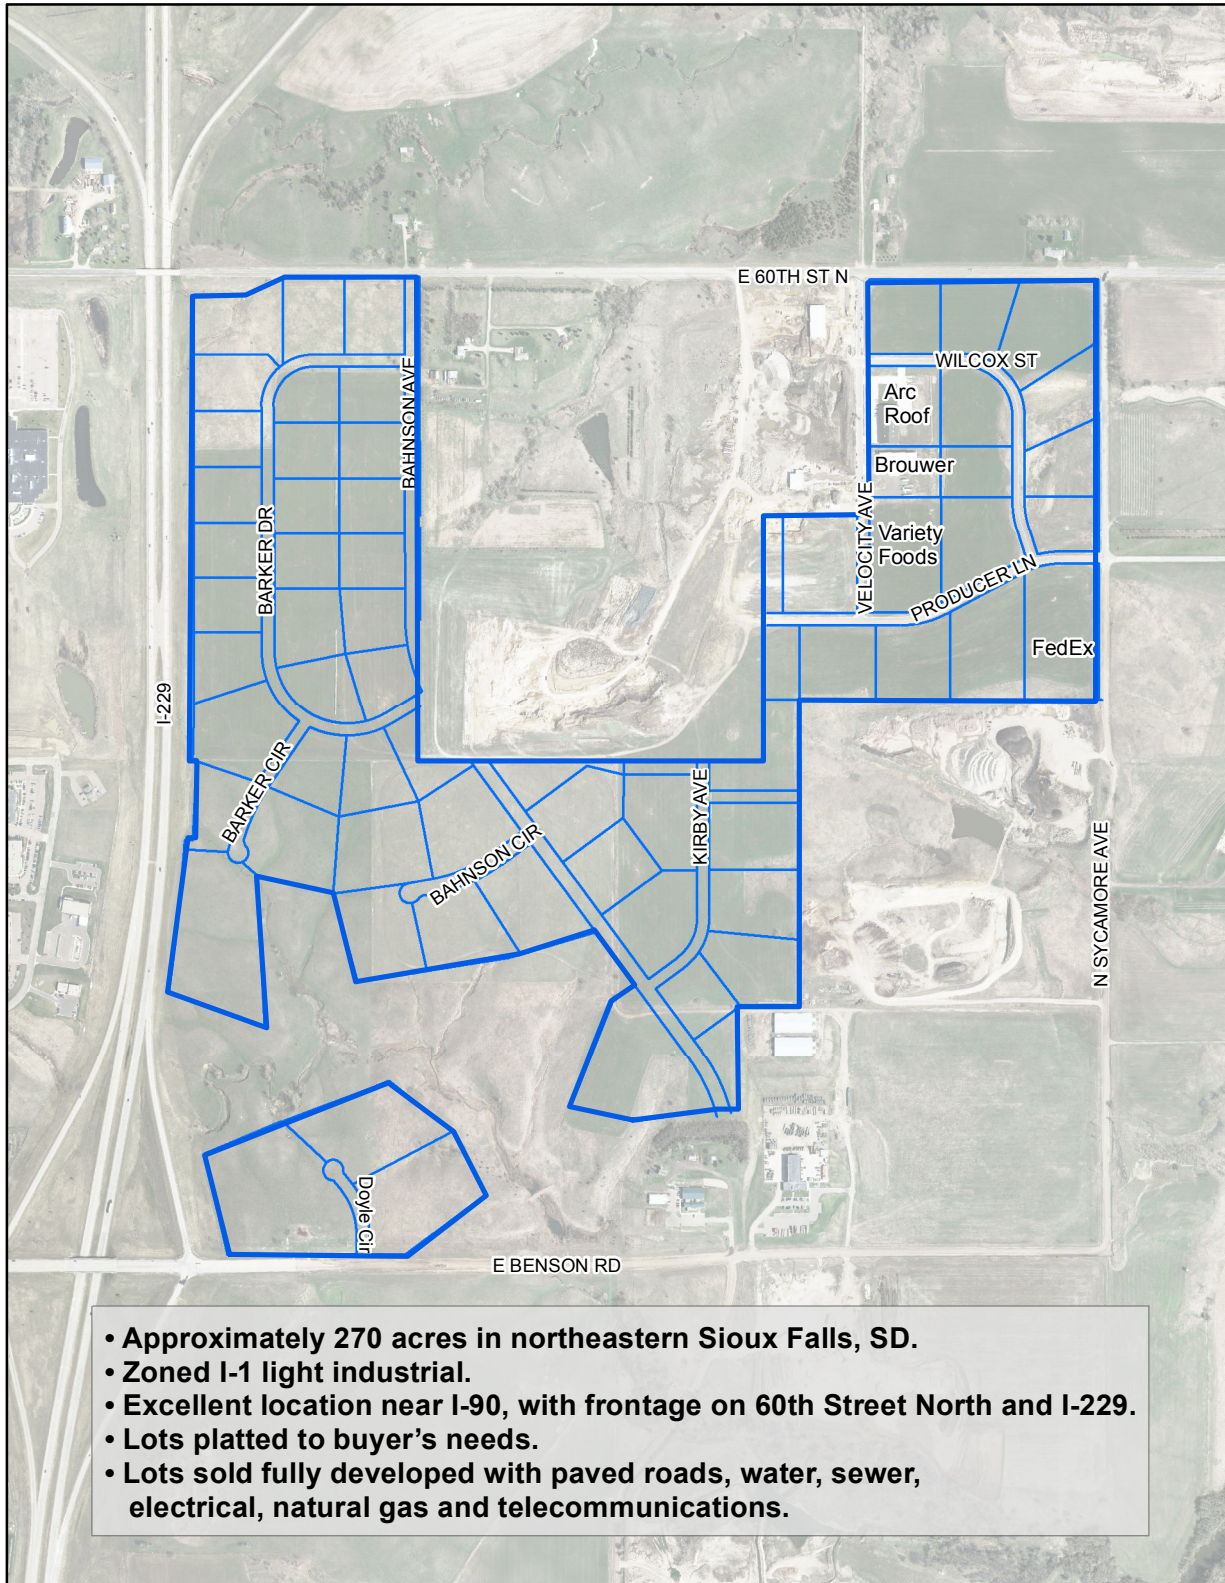 E 60TH ST N
WILCOX ST
Arc
Roof
BAHNSON AVE
Brouwer
VELOCITY AVE
BARKER DR
Variety
Foods
PRODUCER LN
FedEx
I-229
BARKER CIR
KIRBY AVE
BAHNSON CIR
N SYCAMORE AVE
Doyle Cir
E BENSON RD
• Approximately 270 acres in northeastern Sioux Falls, SD.
• Zoned I-1 light industrial.
• Excellent location near I-90, with frontage on 60th Street North and I-229.
• Lots platted to buyer’s needs.
• Lots sold fully developed with paved roads, water, sewer,
electrical, natural gas and telecommunications.